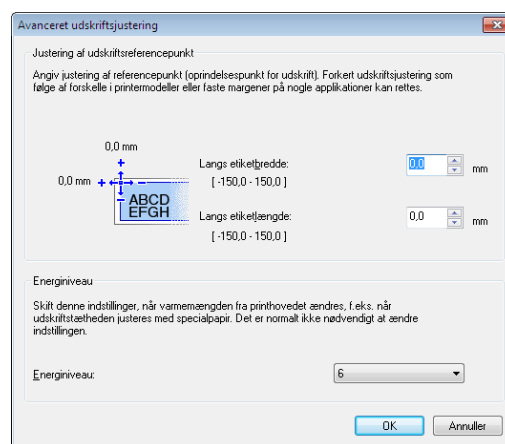 Avanceret udskriftsjustering
Justering af udskriftsreferencepunkt
Angiv justering af referencepunkt (oprindelsespunkt for udskrift). Forkert udskriftsjustering som
følge af forskelle i printermodeller eller faste margener på nogle applikationer kan rettes.
0,0 mm
0,0 mm
ABCD
EFGH
Langs etiketbredde:
0,0
mm
[ -150,0 - 150,0 ]
Langs etiketlængde:
0,0
mm
[ -150,0 - 150,0 ]
Energiniveau
Skift denne indstillinger, når varmemængden fra printhovedet ændres, f.eks. når
udskriftstætheden justeres med specialpapir. Det er normalt ikke nødvendigt at ændre
indstillingen.
Energiniveau:
6
OK
Annuller